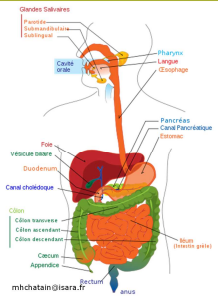 Glandes Salivaires
Parotide
Submandibulaire
Sublingual
Pharynx
Langue
Œsophage
Cavité
orale
Pancréas
Canal Pancréatique
Estomac
Foie
Vésicule biliaire
Duodenum
Canal cholédoque
Côlon
Côlon transverse
Côlon ascendant
Côlon descendant
Iléum
(intestin grêle)
Cæcum
Appendice
Rectum
anus
mhchatain@isara.fr